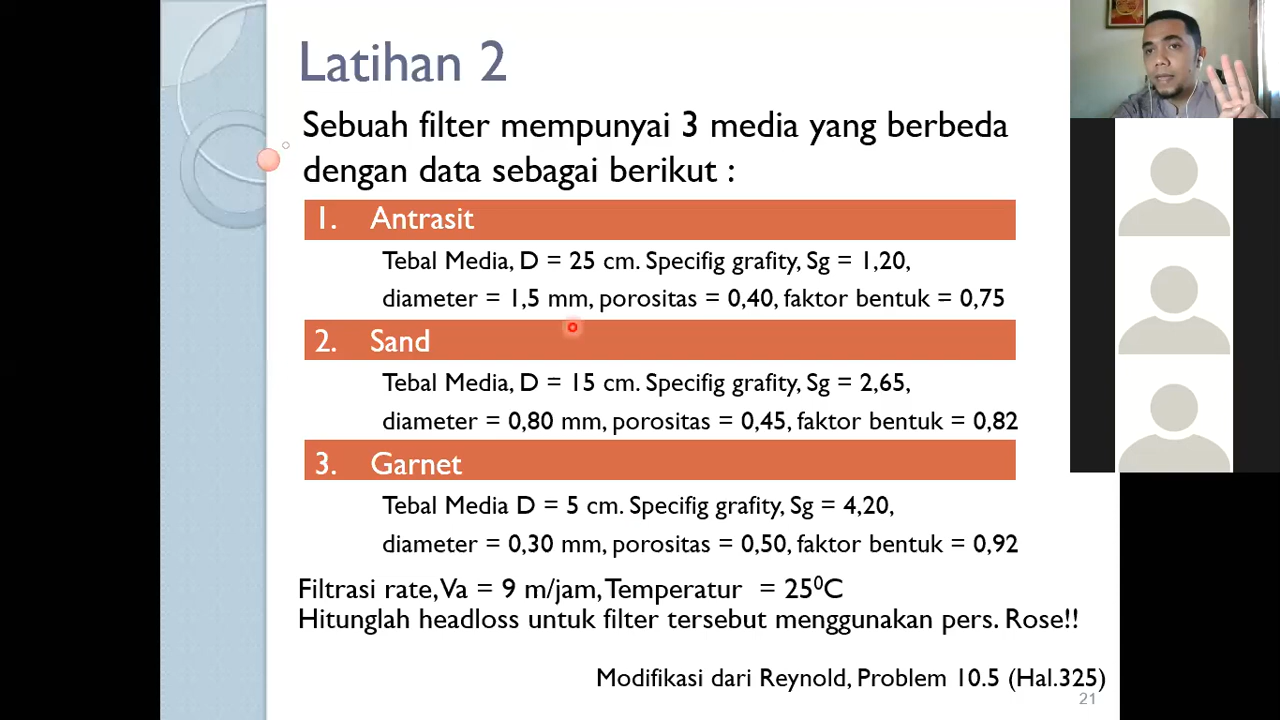 Latihan 2
Sebuah filter mempunyai 3 media yang berbeda
dengan data sebagai berikut :
1. Antrasit
Tebal Media, D = 25 cm. Specifig grafity, Sg = 1,20,
diameter = 1,5 mm, porositas = 0,40, faktor bentuk = 0,75
2. Sand
Tebal Media, D = 15 cm. Specifig grafity, Sg = 2,65,
diameter = 0,80 mm, porositas = 0,45, faktor bentuk = 0,82
3. Garnet
Tebal Media D = 5 cm. Specifig grafity, Sg = 4,20,
diameter = 0,30 mm, porositas = 0,50, faktor bentuk = 0,92
Filtrasi rate, Va = 9 m/jam, Temperatur = 25⁰C
Hitunglah headloss untuk filter tersebut menggunakan pers. Rose!!
Modifikasi dari Reynold, Problem 10.5 (Hal.325)
21